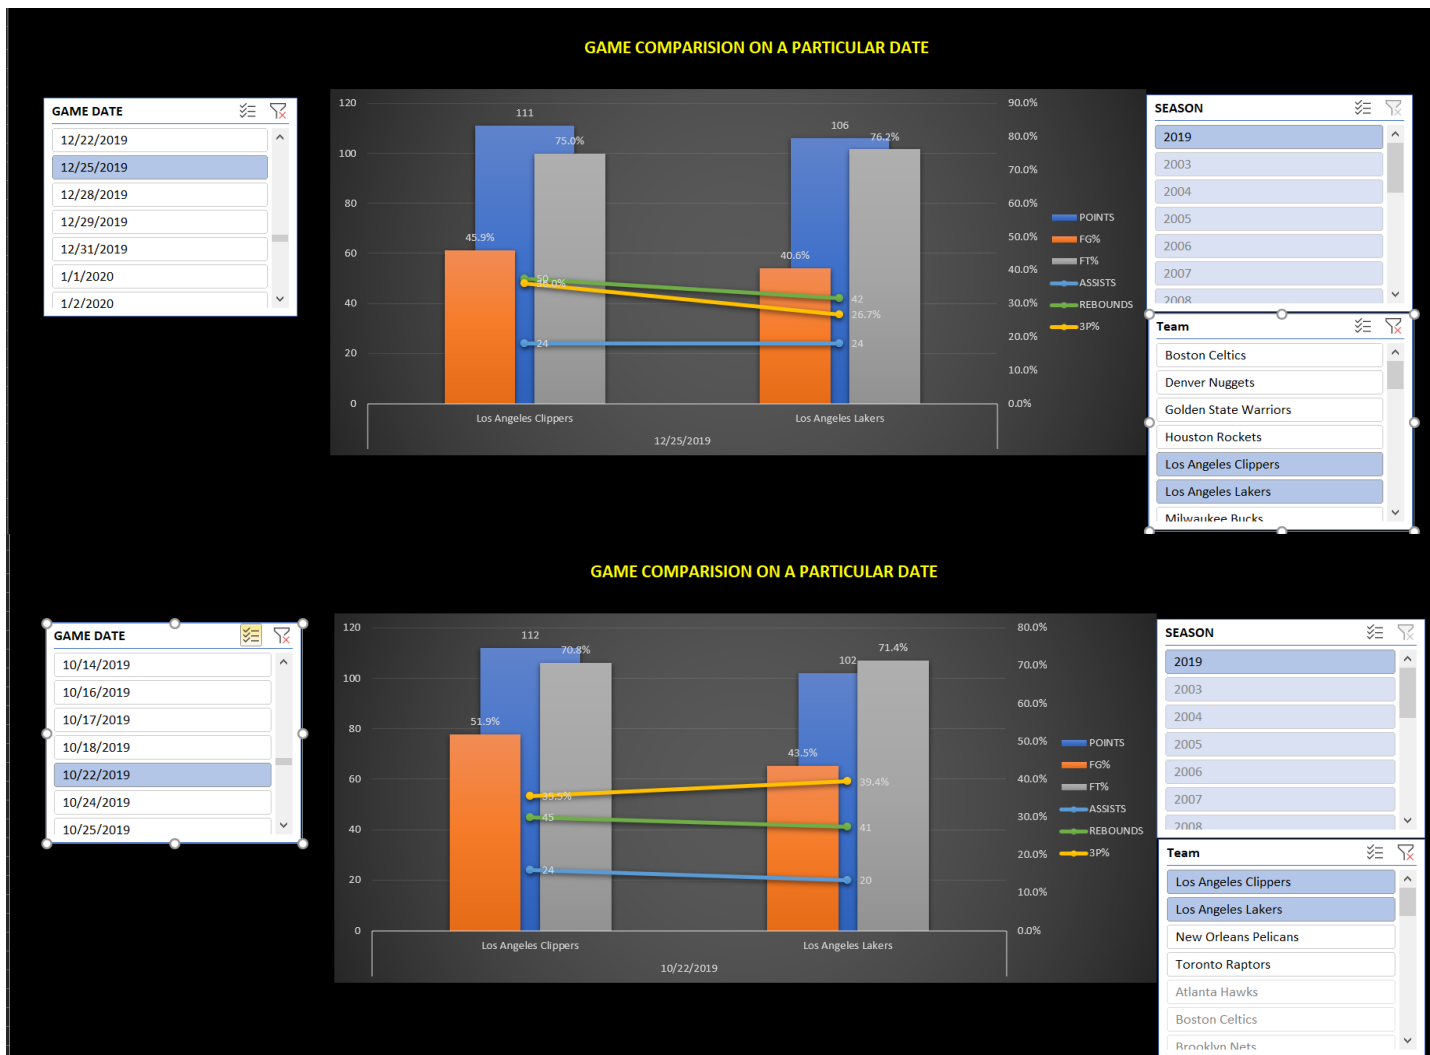 GAME COMPARISION ON A PARTICULAR DATE
GAME DATE
12/22/2019
12/25/2019
12/28/2019
12/29/2019
12/31/2019
1/1/2020
1/2/2020
120
100
80
60
40
20
0
111
75.0%
45.9%
50
24
106
76.2%
40.6%
42
26.7%
24
90.0%
80.0%
70.0%
60.0%
50.0%
40.0%
30.0%
20.0%
10.0%
0.0%
Los Angeles Clippers
Los Angeles Lakers
12/25/2019
POINTS
FG%
FT%
ASSISTS
REBOUNDS
3P%
SEASON
2019
2003
2004
2005
2006
2007
2008
Team
Boston Celtics
Denver Nuggets
Golden State Warriors
Houston Rockets
Los Angeles Clippers
Los Angeles Lakers
Milwaukee Bucks
GAME COMPARISION ON A PARTICULAR DATE
GAME DATE
10/14/2019
10/16/2019
10/17/2019
10/18/2019
10/22/2019
10/24/2019
10/25/2019
120
100
80
60
40
20
0
112
70.8%
51.9%
35.5%
45
24
102
71.4%
43.5%
39.4%
41
20
80.0%
70.0%
60.0%
50.0%
40.0%
30.0%
20.0%
10.0%
0.0%
Los Angeles Clippers
Los Angeles Lakers
10/22/2019
POINTS
FG%
FT%
ASSISTS
REBOUNDS
3P%
SEASON
2019
2003
2004
2005
2006
2007
2008
Team
Los Angeles Clippers
Los Angeles Lakers
New Orleans Pelicans
Toronto Raptors
Atlanta Hawks
Boston Celtics
Brooklyn Nets